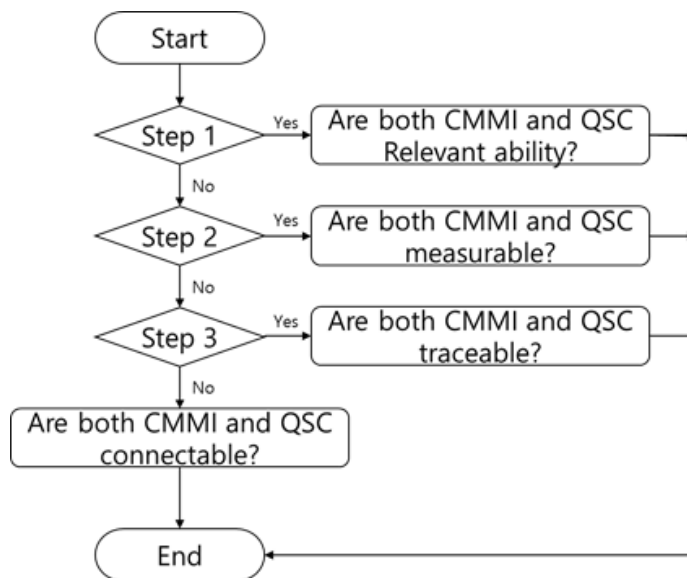 Start
Step 1
Yes
Are both CMMI and QSC
Relevant ability?
No
Step 2
Yes
Are both CMMI and QSC
measurable?
No
Step 3
Yes
Are both CMMI and QSC
traceable?
No
Are both CMMI and QSC
connectable?
End